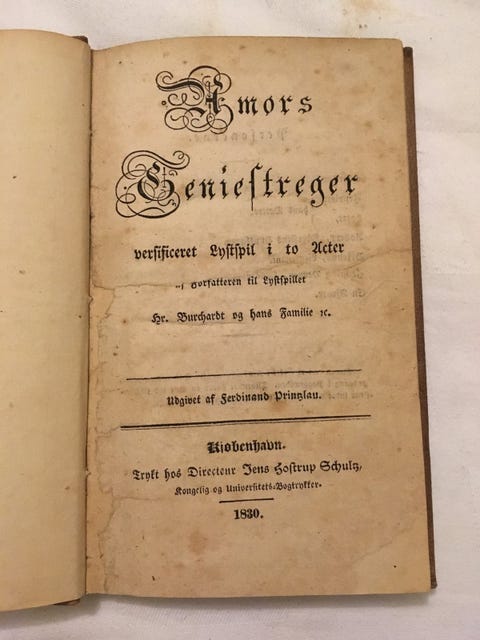 Amors
Geniestreger
versificeret Lystspil i to Acter
af Forfatteren til Lystspillet
Hr. Burchardt og hans Familie ꝛc.
Udgivet af Ferdinand Printzlau.
Kiøbenhavn.
Trykt hos Directeur Jens Hostrup Schultz,
Kongelig og Universitets-Bogtrykker.
1830.